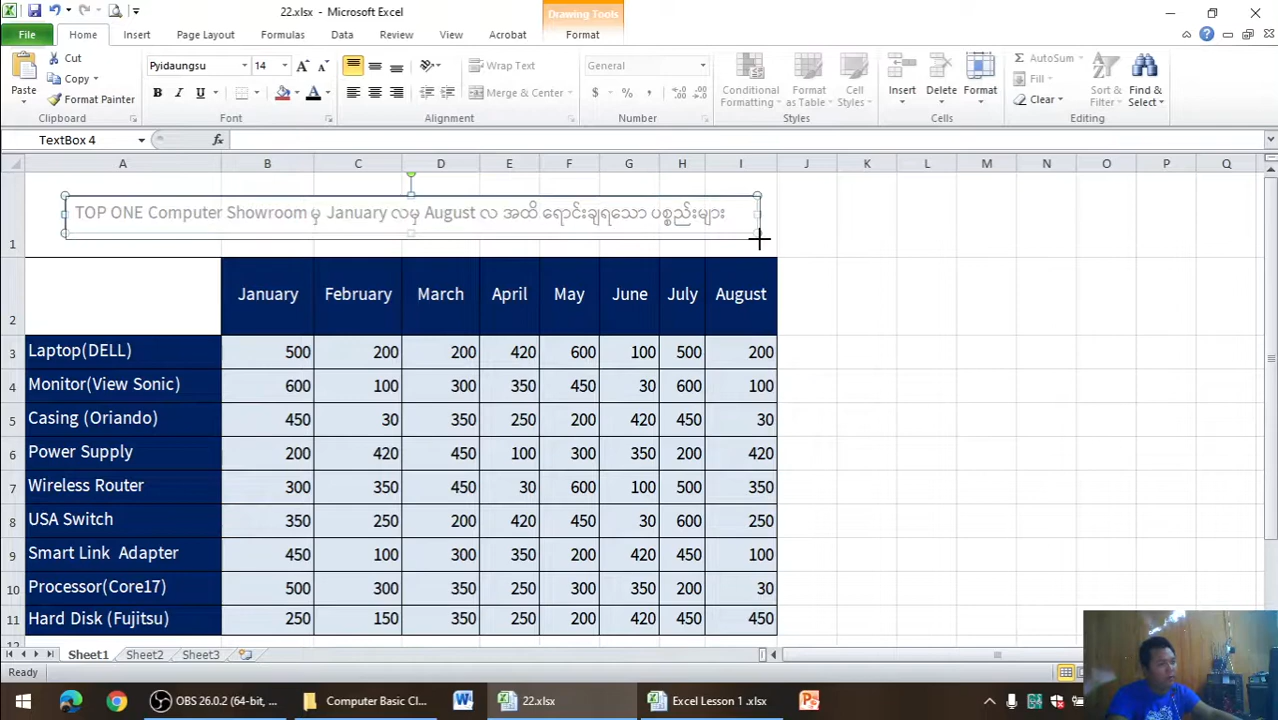 22.xlsx - Microsoft Excel
Drawing Tools
File Home Insert Page Layout Formulas Data Review View Acrobat Format
Paste Cut Copy Format Painter Clipboard
Pyidaungsu 14 A A B I U A Font
Wrap Text Merge & Center Alignment
General $ % , .0 .00 Number
Conditional Formatting Format as Table Cell Styles Styles
Insert Delete Format Cells
Σ AutoSum Fill Clear Sort & Filter Find & Select Editing
TextBox 4 fx
A B C D E F G H I J K L M N O P Q
1 TOP ONE Computer Showroom မှ January လမှ August လ အထိ ရောင်းချရသော ပစ္စည်းများ
2 January February March April May June July August
3 Laptop(DELL) 500 200 200 420 600 100 500 200
4 Monitor(View Sonic) 600 100 300 350 450 30 600 100
5 Casing (Oriando) 450 30 350 250 200 420 450 30
6 Power Supply 200 420 450 100 300 350 200 420
7 Wireless Router 300 350 450 30 600 100 500 350
8 USA Switch 350 250 200 420 450 30 600 250
9 Smart Link Adapter 450 100 300 350 200 420 450 100
10 Processor(Core17) 500 300 350 250 300 350 200 30
11 Hard Disk (Fujitsu) 250 150 350 250 200 420 450 450
Sheet1 Sheet2 Sheet3
Ready
OBS 26.0.2 (64-bit, ... Computer Basic Cl... 22.xlsx Excel Lesson 1 .xlsx